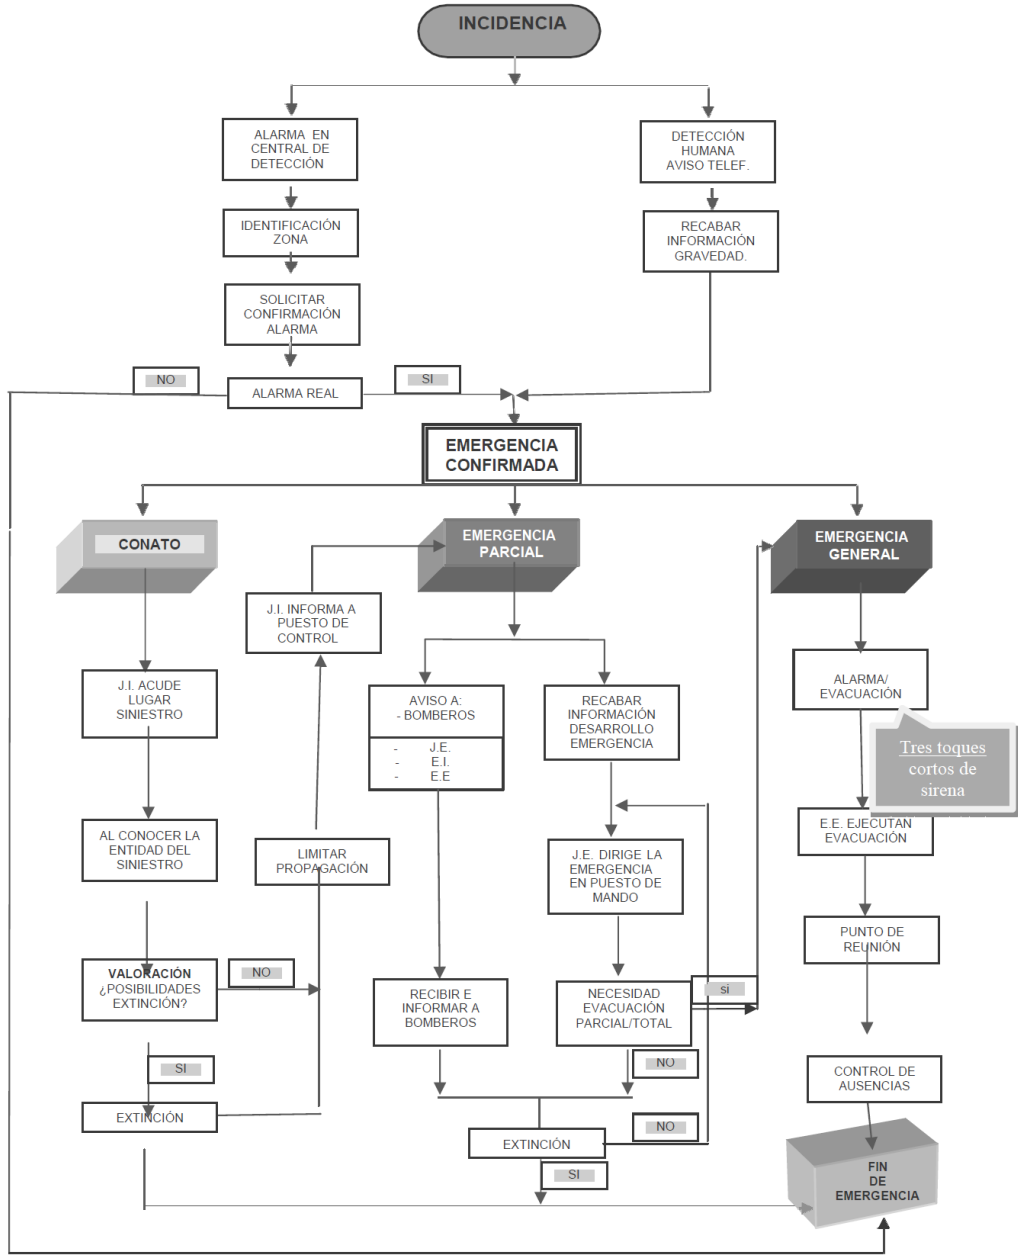 INCIDENCIA
ALARMA EN
CENTRAL DE
DETECCIÓN
DETECCIÓN
HUMANA
AVISO TELEF.
IDENTIFICACIÓN
ZONA
RECABAR
INFORMACIÓN
GRAVEDAD.
SOLICITAR
CONFIRMACIÓN
ALARMA
NO
ALARMA REAL
SI
EMERGENCIA
CONFIRMADA
CONATO
EMERGENCIA
PARCIAL
EMERGENCIA
GENERAL
J.I. INFORMA A
PUESTO DE
CONTROL
J.I. ACUDE
LUGAR
SINIESTRO
AVISO A:
- BOMBEROS
- J.E.
- E.I.
- E.E
RECABAR
INFORMACIÓN
DESARROLLO
EMERGENCIA
ALARMA/
EVACUACIÓN
Tres toques
cortos de
sirena
AL CONOCER LA
ENTIDAD DEL
SINIESTRO
LIMITAR
PROPAGACIÓN
J.E. DIRIGE LA
EMERGENCIA
EN PUESTO DE
MANDO
E.E. EJECUTAN
EVACUACIÓN
PUNTO DE
REUNIÓN
VALORACIÓN
¿POSIBILIDADES
EXTINCIÓN?
NO
RECIBIR E
INFORMAR A
BOMBEROS
NECESIDAD
EVACUACIÓN
PARCIAL/TOTAL
si
SI
NO
CONTROL DE
AUSENCIAS
EXTINCIÓN
EXTINCIÓN
NO
SI
FIN
DE
EMERGENCIA